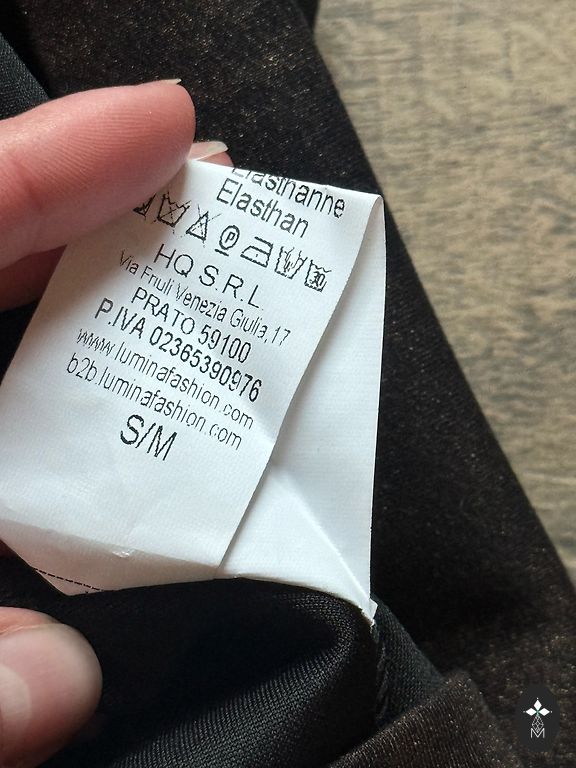 Elasthanne
Elasthan
P
HQ S.R.L
Via Friuli Venezia Giulia,17
PRATO 59100
P.IVA 02365390976
www.luminafashion.com
b2b.luminafashion.com
S/M
M